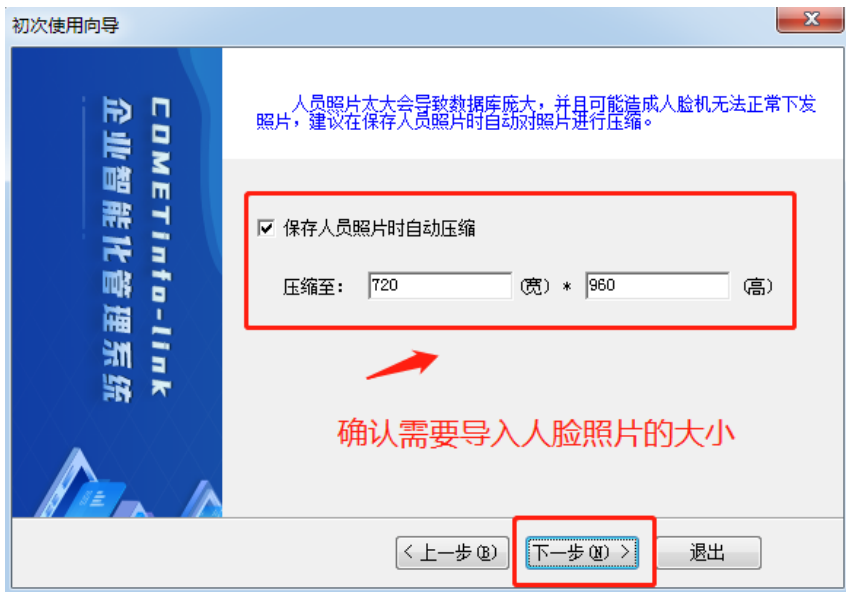 初次使用向导
COMETinfo-link
企业智能化管理系统
人员照片太大会导致数据库庞大，并且可能造成人脸机无法正常下发
照片，建议在保存人员照片时自动对照片进行压缩。
保存人员照片时自动压缩
压缩至： 720 (宽) * 960 (高)
确认需要导入人脸照片的大小
< 上一步(B) 下一步(N) > 退出